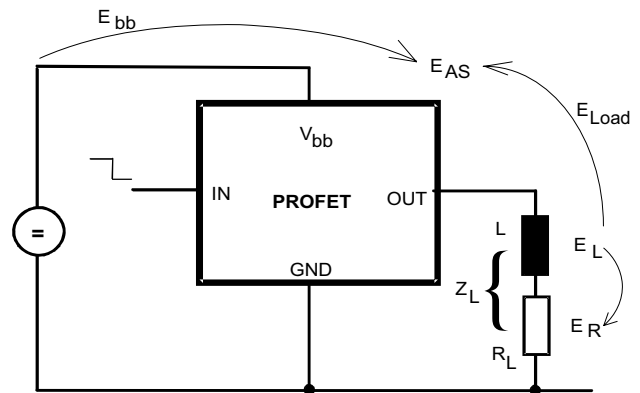 E bb
E AS
E Load
V bb
IN
PROFET
OUT
L
E L
=
GND
Z L
{
E R
R L